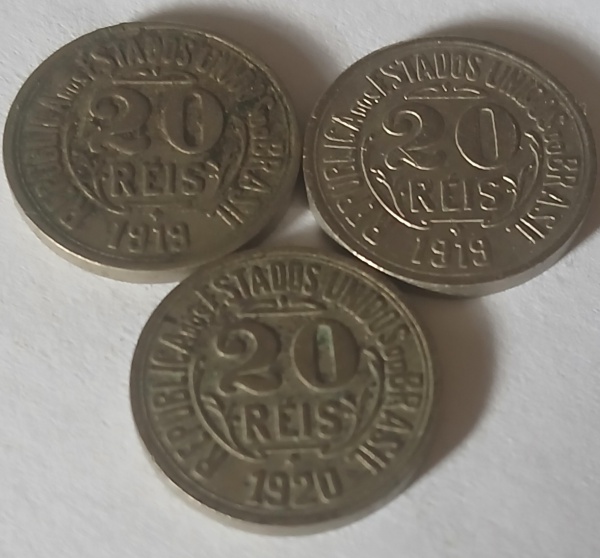 REPUBLICA DOS ESTADOS UNIDOS DO BRASIL
20
REIS
1919
REPUBLICA DOS ESTADOS UNIDOS DO BRASIL
20
REIS
1919
REPUBLICA DOS ESTADOS UNIDOS DO BRASIL
20
REIS
1920